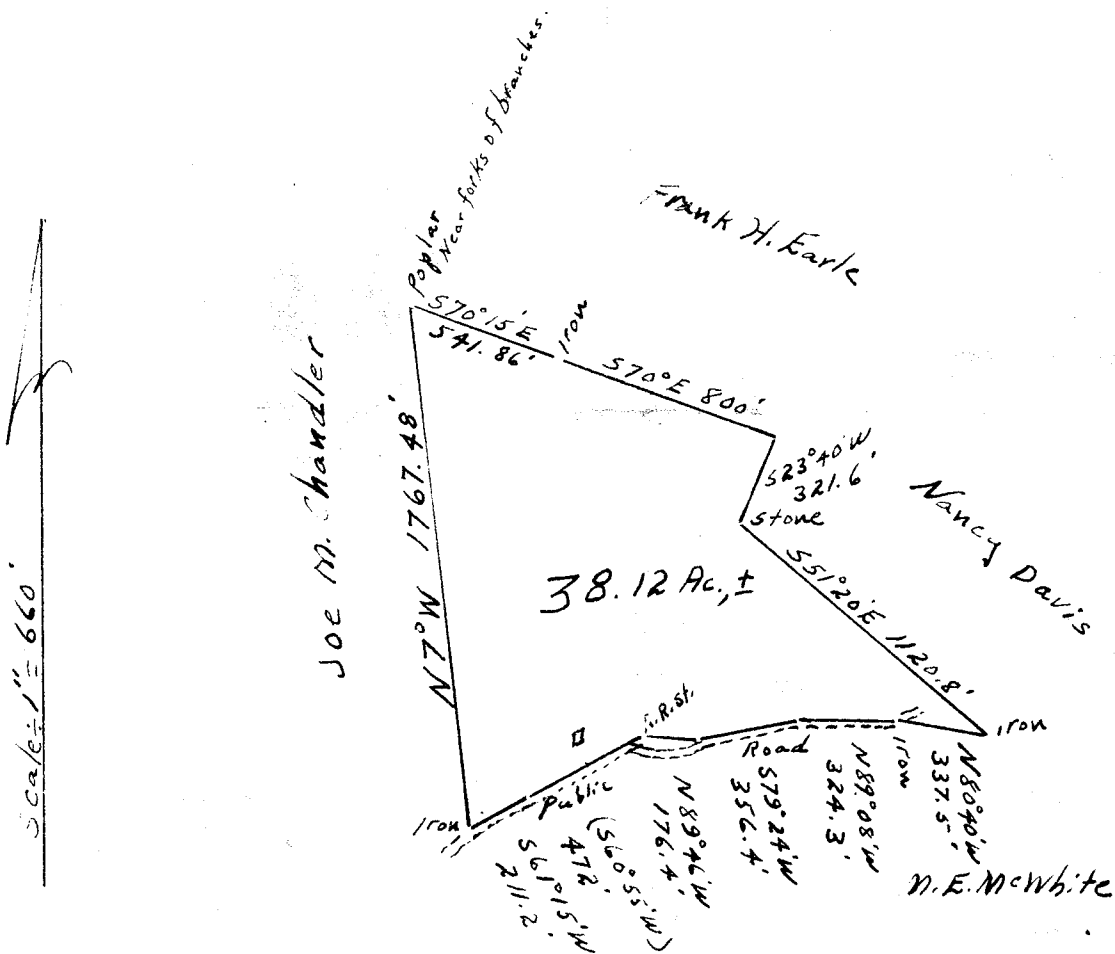 Poplar
Near forks of branches.
Frank H. Earle
S70°15'E
541.86'
Iron
S70°E 800'
S23°40'W
321.6'
Stone
Nancy Davis
S51°20'E 1120.8'
Joe M. Chandler
N7°W 1767.48'
38.12 Ac., ±
Scale: 1" = 660'
R.St.
Iron
Road
Iron
Public
Iron
N80°40'W
337.5'
N89°08'W
324.3'
S79°24'W
356.4'
N89°46'W
176.4'
(S60°55'W)
472'
S61°15'W
211.2'
N.E. McWhite